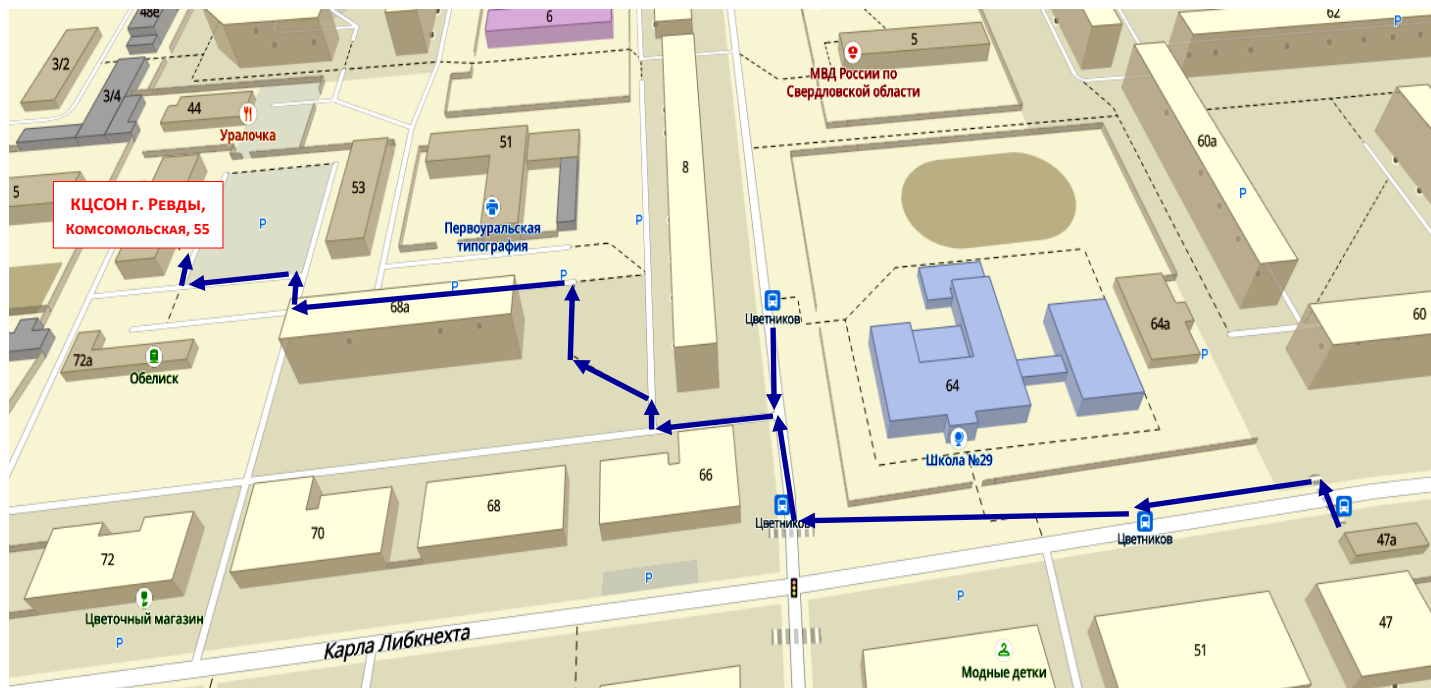 48е
6
62
3/2
5
МВД России по
Свердловской области
3/4
44
Уралочка
51
60а
53
8
5
КЦСОН г. Ревды,
Комсомольская, 55
P
P
P
P
Первоуральская
типография
P
P
68а
Цветников
64а
60
72а
Обелиск
P
64
Школа №29
66
68
70
72
Цветников
Цветников
47а
P
P
Цветочный магазин
P
Карла Либкнехта
Модные детки
51
47